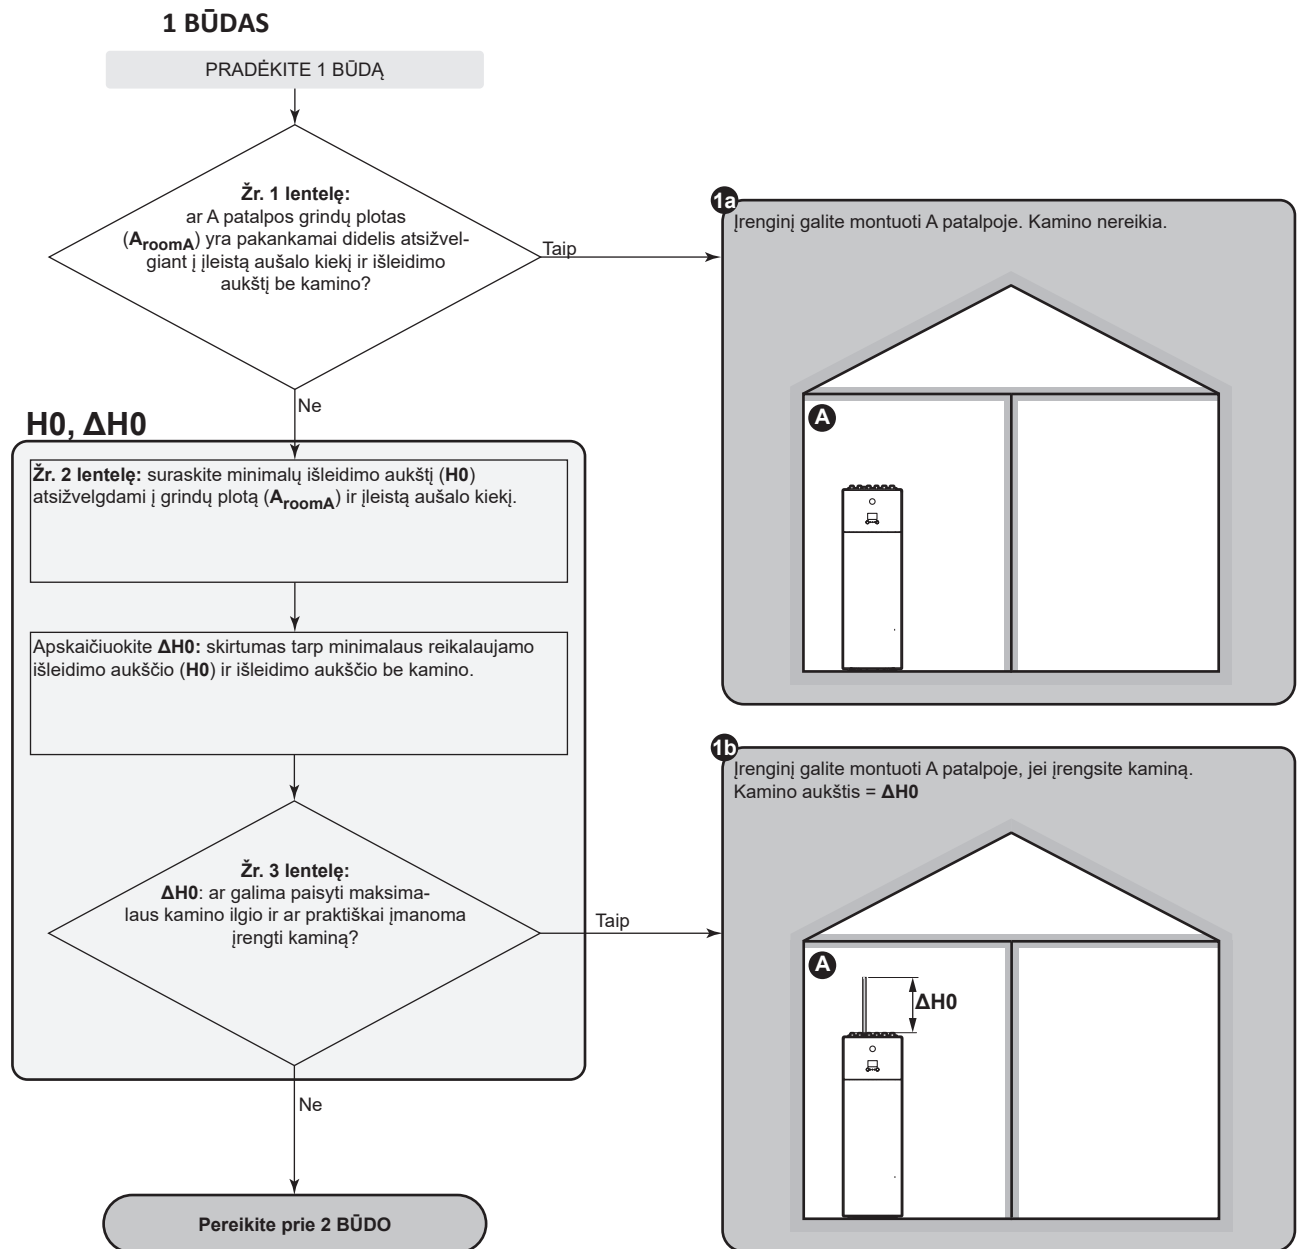 1 BŪDAS
PRADĖKITE 1 BŪDĄ
Žr. 1 lentelę:
ar A patalpos grindų plotas
(AroomA) yra pakankamai didelis atsižvel-
giant į įleistą aušalo kiekį ir išleidimo
aukštį be kamino?
Taip
1a
Įrenginį galite montuoti A patalpoje. Kamino nereikia.
A
Ne
H0, ΔH0
Žr. 2 lentelę: suraskite minimalų išleidimo aukštį (H0)
atsižvelgdami į grindų plotą (AroomA) ir įleistą aušalo kiekį.
Apskaičiuokite ΔH0: skirtumas tarp minimalaus reikalaujamo
išleidimo aukščio (H0) ir išleidimo aukščio be kamino.
Žr. 3 lentelę:
ΔH0: ar galima paisyti maksima-
laus kamino ilgio ir ar praktiškai įmanoma
įrengti kaminą?
Taip
1b
Įrenginį galite montuoti A patalpoje, jei įrengsite kaminą.
Kamino aukštis = ΔH0
A
ΔH0
Ne
Pereikite prie 2 BŪDO